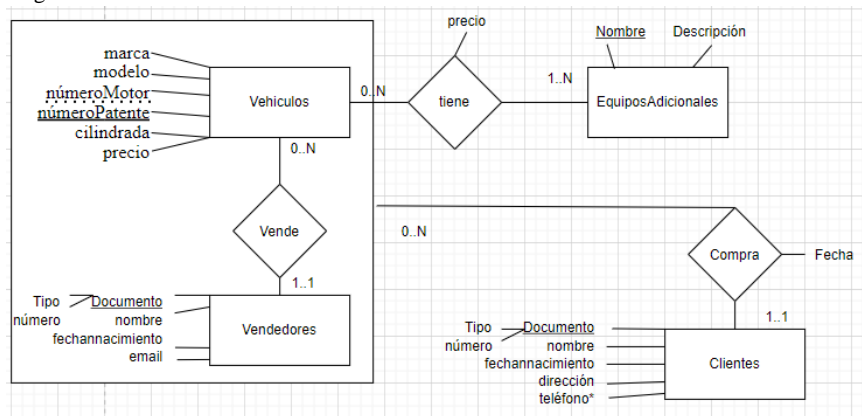 precio
Nombre
Descripción
marca
modelo
númeroMotor
númeroPatente
cilindrada
precio
Vehiculos
0..N
tiene
1..N
EquiposAdicionales
0..N
Vende
0..N
Compra
Fecha
1..1
Tipo
Documento
número
nombre
fechannacimiento
email
Vendedores
1..1
Tipo
Documento
número
nombre
fechannacimiento
dirección
teléfono*
Clientes